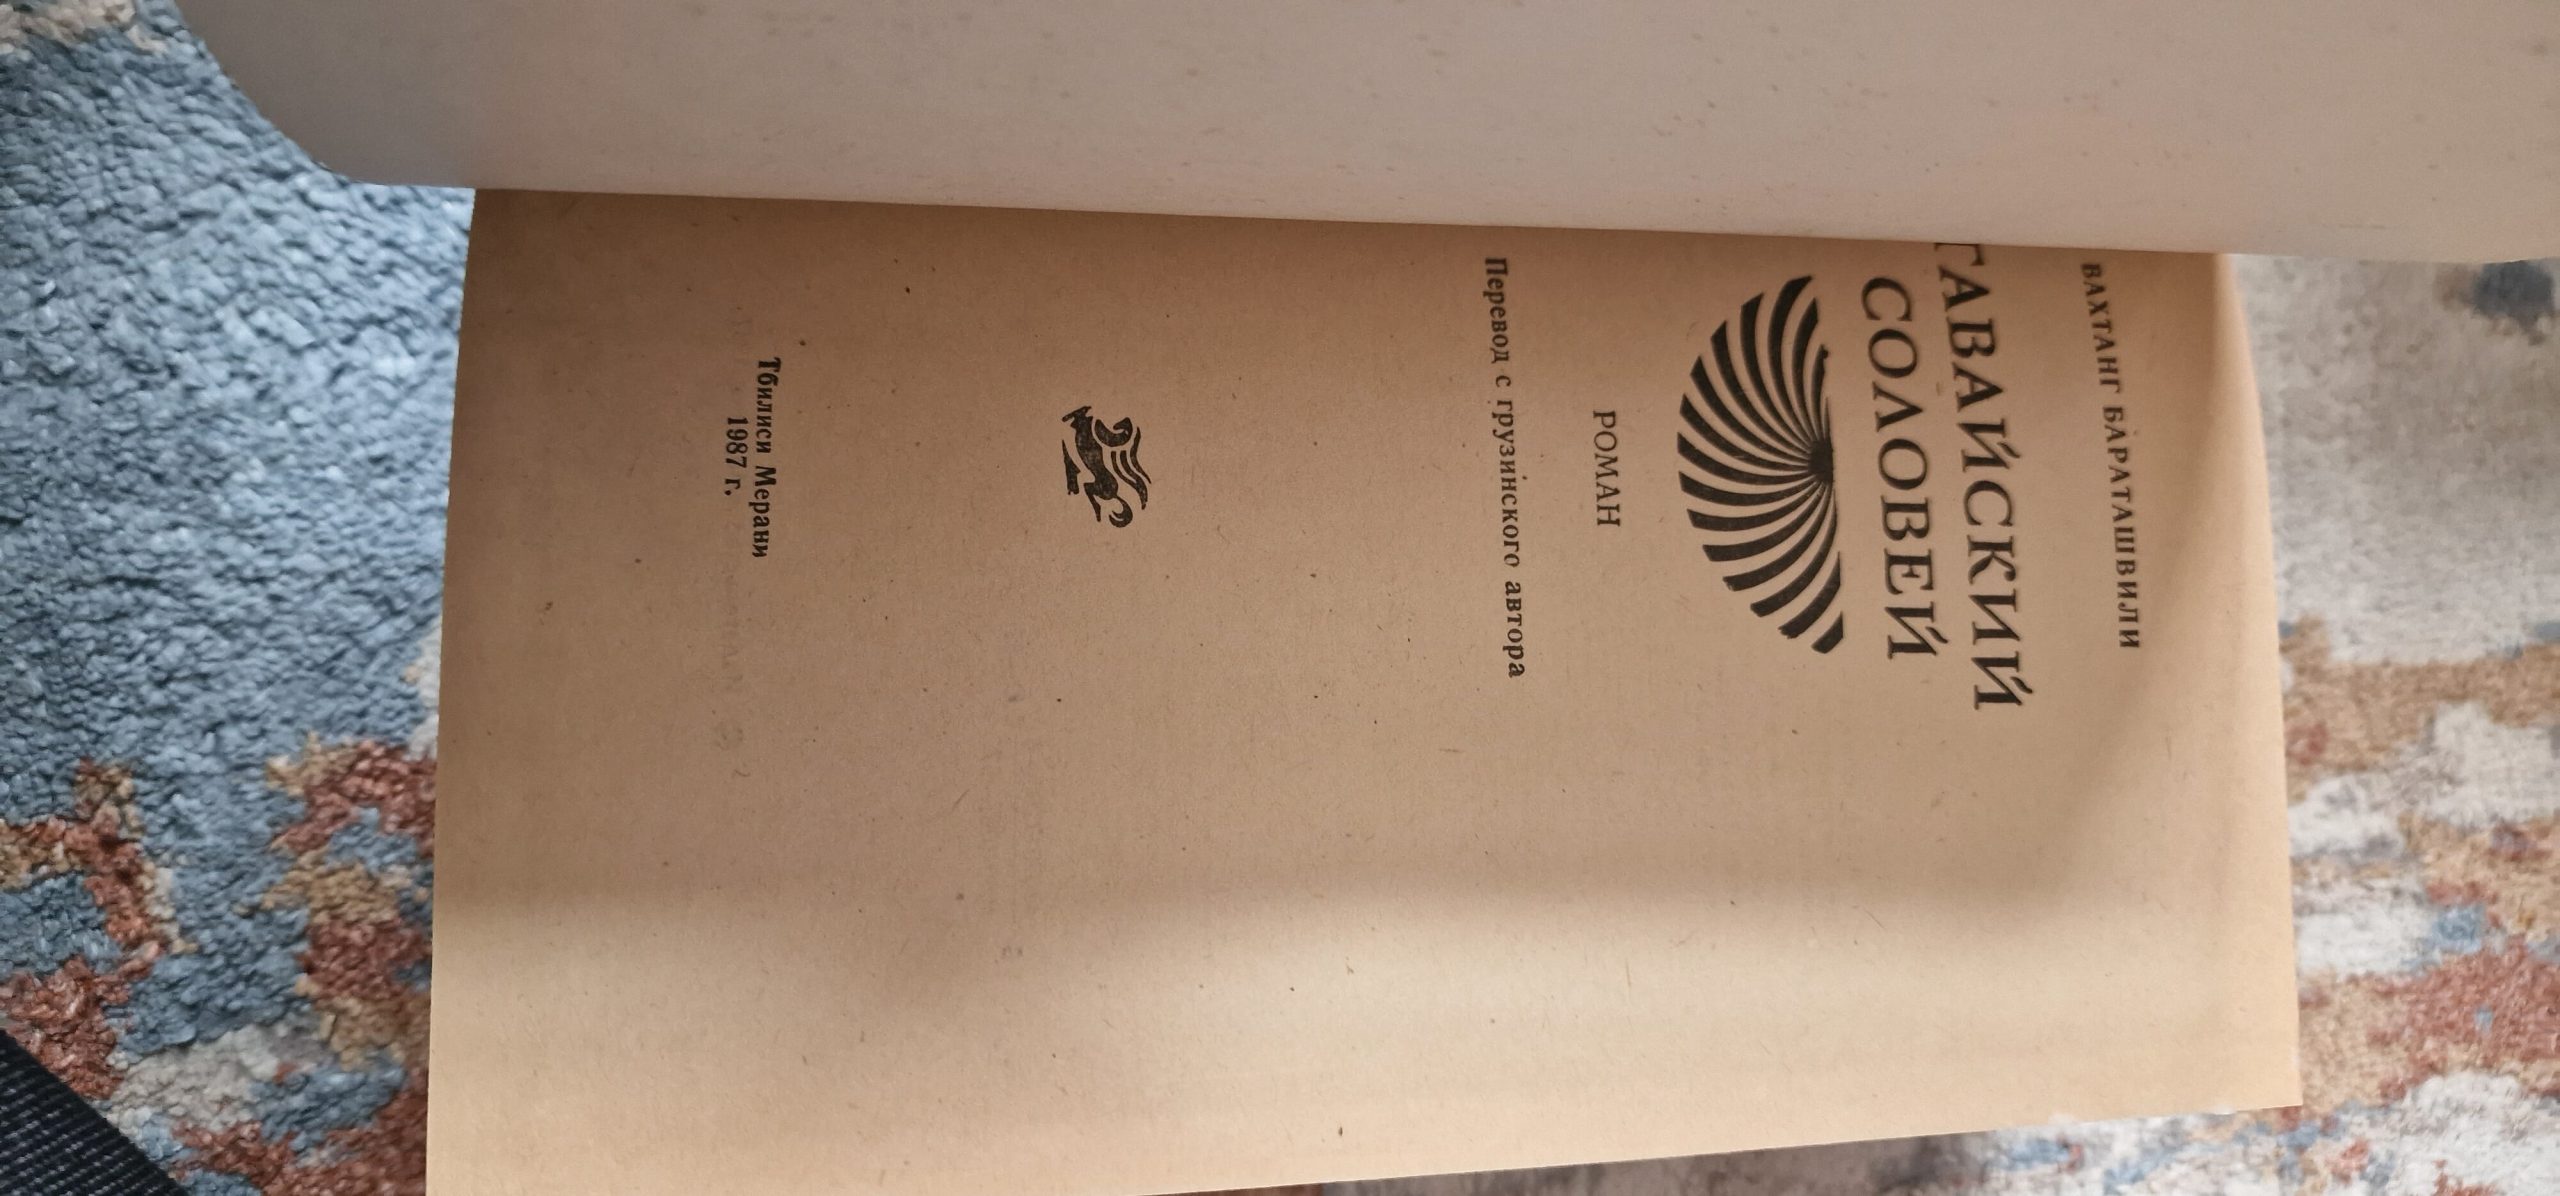 ВАХТАНГ БАРАТАШВИЛИ
ГАВАЙСКИЙ
СОЛОВЕЙ
РОМАН
Перевод с грузинского автора
Тбилиси Мерани
1987 г.